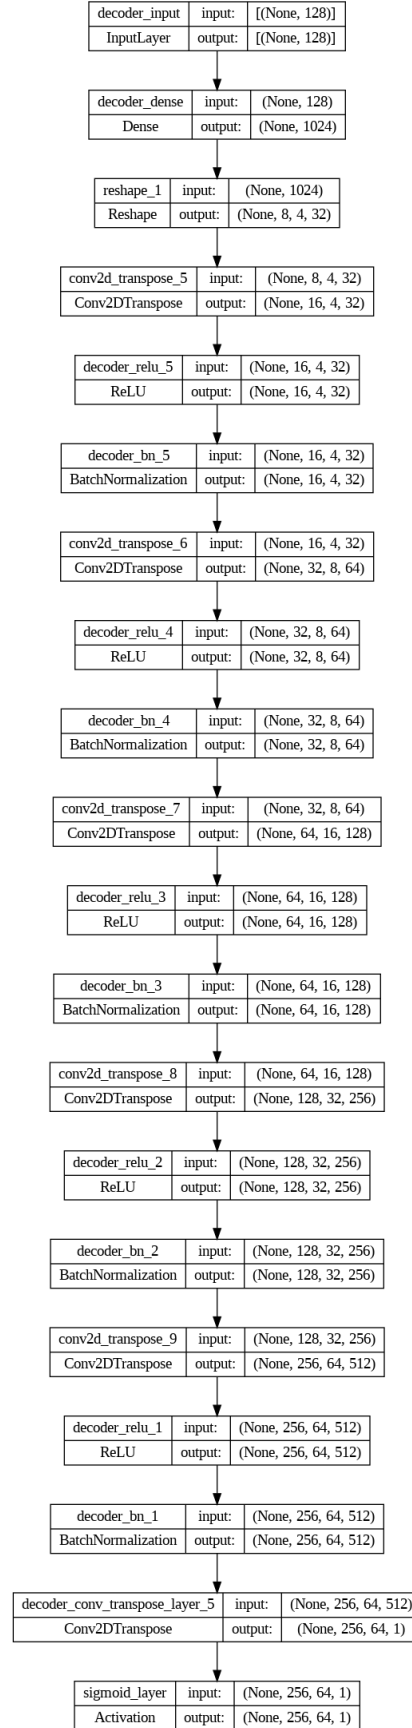 decoder_input input: [(None, 128)]
InputLayer output: [(None, 128)]
decoder_dense input: (None, 128)
Dense output: (None, 1024)
reshape_1 input: (None, 1024)
Reshape output: (None, 8, 4, 32)
conv2d_transpose_5 input: (None, 8, 4, 32)
Conv2DTranspose output: (None, 16, 4, 32)
decoder_relu_5 input: (None, 16, 4, 32)
ReLU output: (None, 16, 4, 32)
decoder_bn_5 input: (None, 16, 4, 32)
BatchNormalization output: (None, 16, 4, 32)
conv2d_transpose_6 input: (None, 16, 4, 32)
Conv2DTranspose output: (None, 32, 8, 64)
decoder_relu_4 input: (None, 32, 8, 64)
ReLU output: (None, 32, 8, 64)
decoder_bn_4 input: (None, 32, 8, 64)
BatchNormalization output: (None, 32, 8, 64)
conv2d_transpose_7 input: (None, 32, 8, 64)
Conv2DTranspose output: (None, 64, 16, 128)
decoder_relu_3 input: (None, 64, 16, 128)
ReLU output: (None, 64, 16, 128)
decoder_bn_3 input: (None, 64, 16, 128)
BatchNormalization output: (None, 64, 16, 128)
conv2d_transpose_8 input: (None, 64, 16, 128)
Conv2DTranspose output: (None, 128, 32, 256)
decoder_relu_2 input: (None, 128, 32, 256)
ReLU output: (None, 128, 32, 256)
decoder_bn_2 input: (None, 128, 32, 256)
BatchNormalization output: (None, 128, 32, 256)
conv2d_transpose_9 input: (None, 128, 32, 256)
Conv2DTranspose output: (None, 256, 64, 512)
decoder_relu_1 input: (None, 256, 64, 512)
ReLU output: (None, 256, 64, 512)
decoder_bn_1 input: (None, 256, 64, 512)
BatchNormalization output: (None, 256, 64, 512)
decoder_conv_transpose_layer_5 input: (None, 256, 64, 512)
Conv2DTranspose output: (None, 256, 64, 1)
sigmoid_layer input: (None, 256, 64, 1)
Activation output: (None, 256, 64, 1)